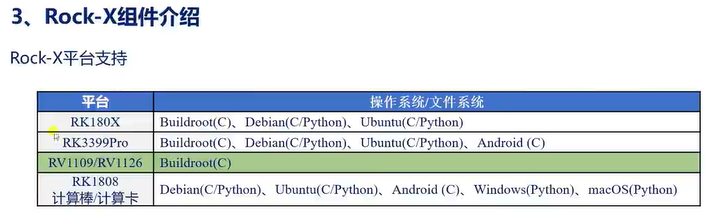 3、Rock-X组件介绍
Rock-X平台支持
平台 操作系统/文件系统
RK180X Buildroot(C)、Debian(C/Python)、Ubuntu(C/Python)
RK3399Pro Buildroot(C)、Debian(C/Python)、Ubuntu(C/Python)、Android (C)
RV1109/RV1126 Buildroot(C)
RK1808
计算棒/计算卡 Debian(C/Python)、Ubuntu(C/Python)、Android (C)、Windows(Python)、macOS(Python)